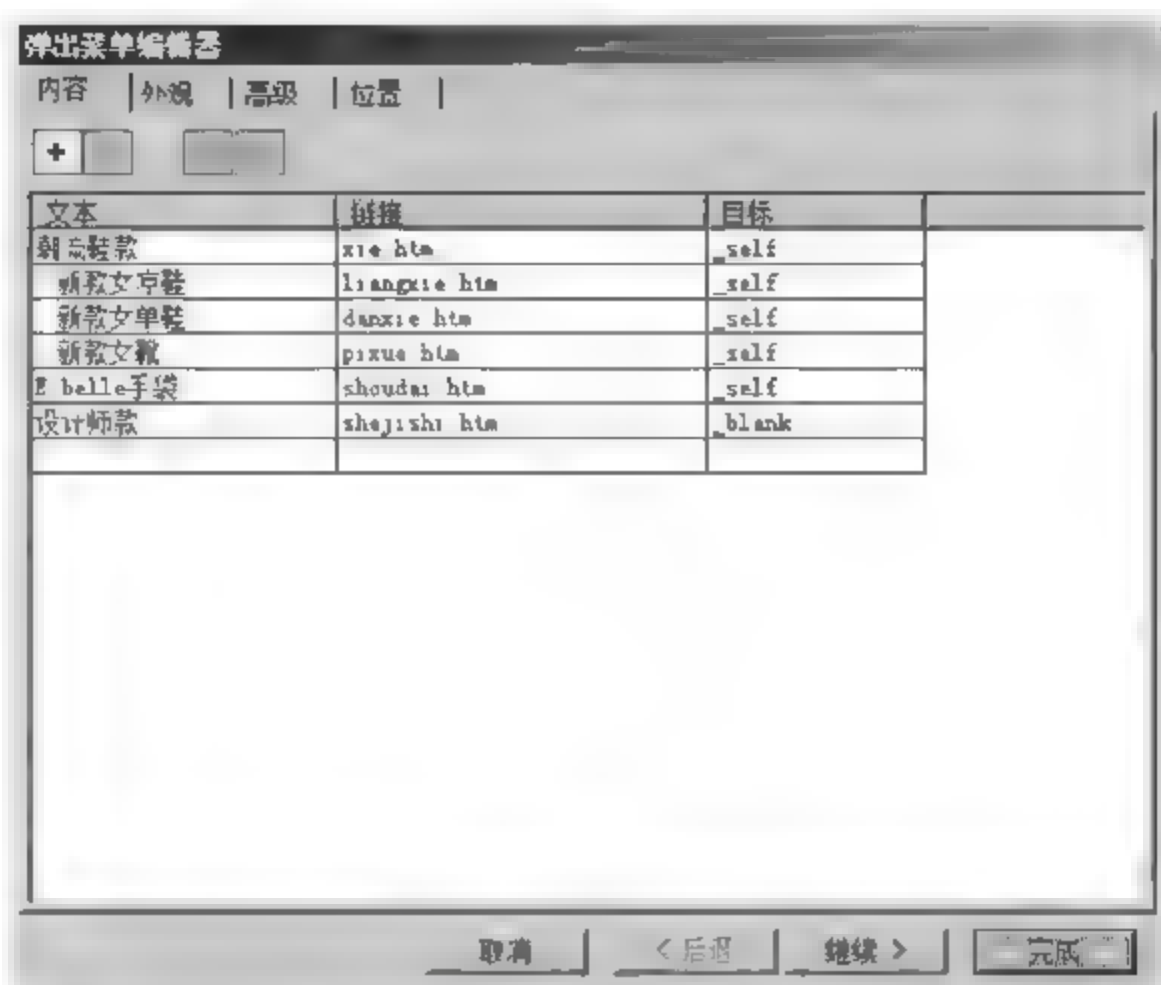 弹出菜单编辑器
内容 外观 高级 位置
+
文本 链接 目标
朝点鞋款 xie htm _self
新款女凉鞋 liangxie htm _self
新款女单鞋 danxie htm _self
新款女靴 pixue htm _self
E belle手袋 shoudai htm _self
设计师款 shejishi htm _blank
取消 < 后退 继续 > 完成